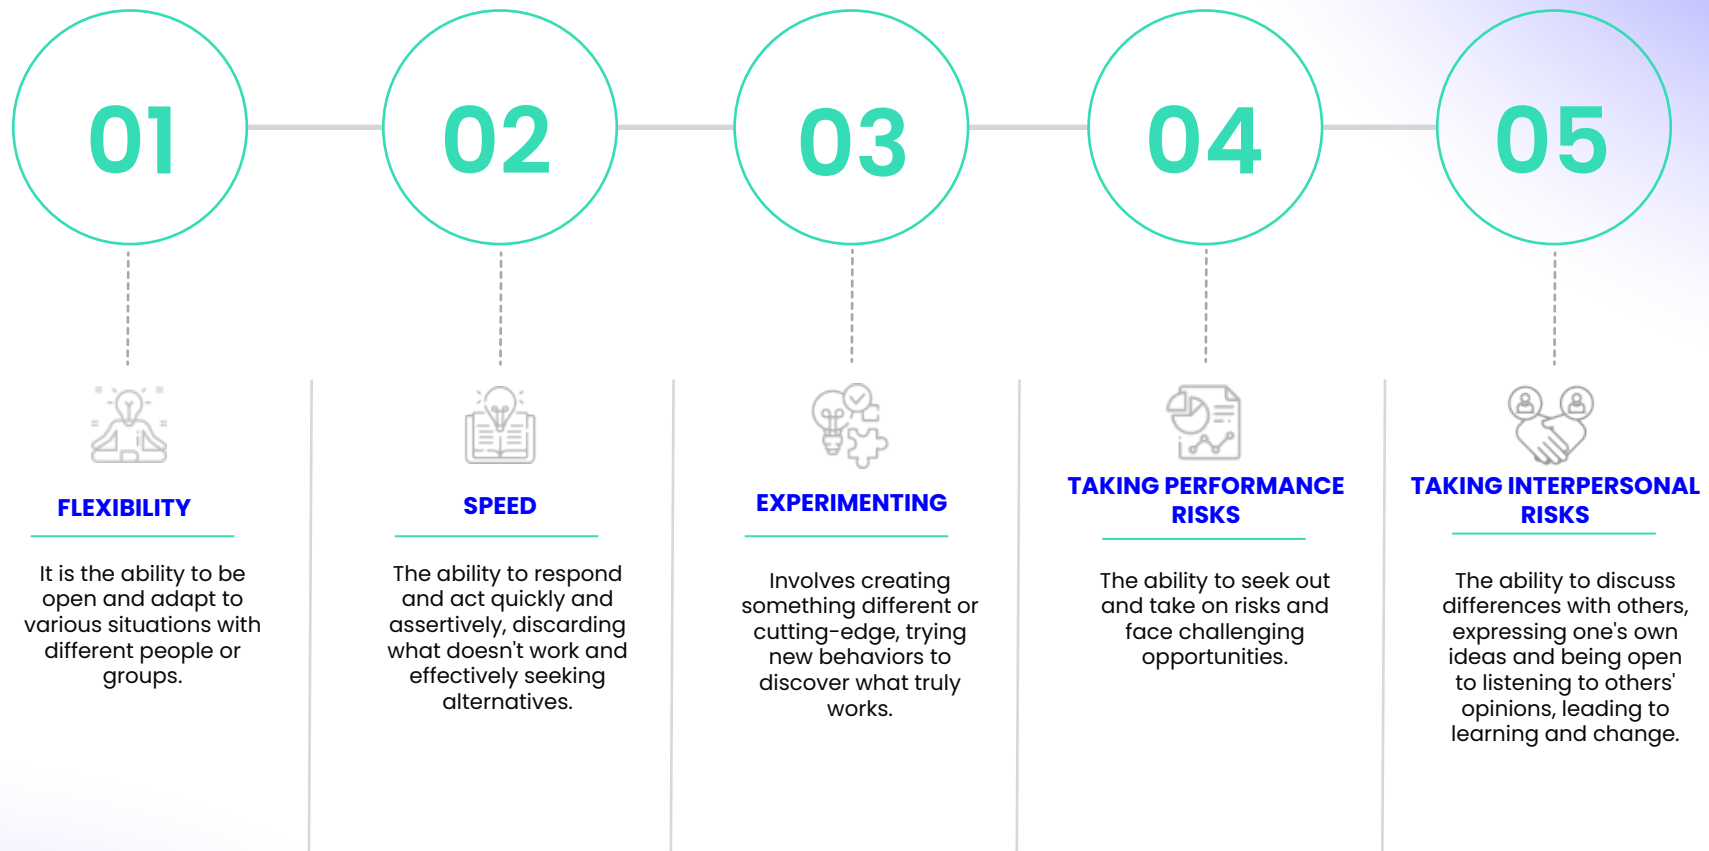 01
02
03
04
05
FLEXIBILITY
It is the ability to be
open and adapt to
various situations with
different people or
groups.
SPEED
The ability to respond
and act quickly and
assertively, discarding
what doesn't work and
effectively seeking
alternatives.
EXPERIMENTING
Involves creating
something different or
cutting-edge, trying
new behaviors to
discover what truly
works.
TAKING PERFORMANCE
RISKS
The ability to seek out
and take on risks and
face challenging
opportunities.
TAKING INTERPERSONAL
RISKS
The ability to discuss
differences with others,
expressing one's own
ideas and being open
to listening to others'
opinions, leading to
learning and change.